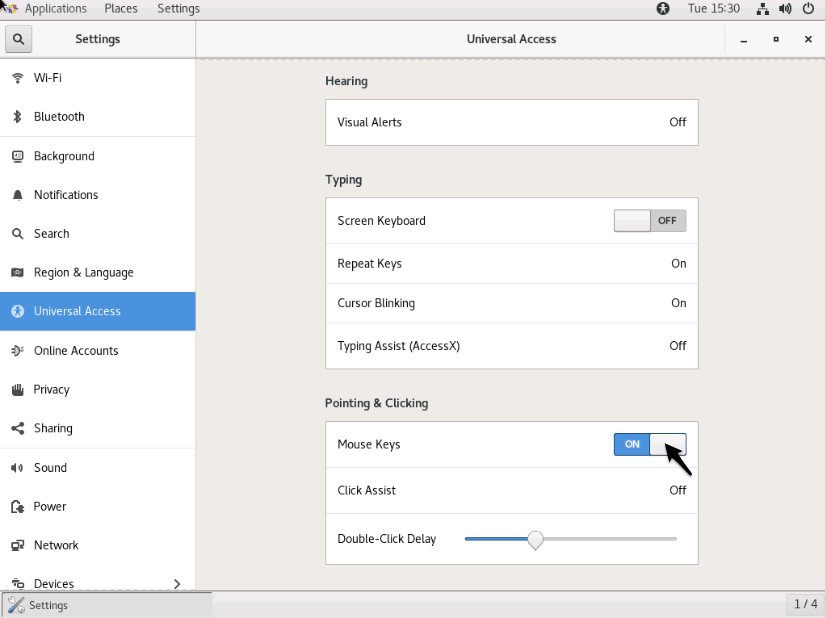 Applications Places Settings Tue 15:30
Settings Universal Access
Wi-Fi
Bluetooth
Background
Notifications
Search
Region & Language
Universal Access
Online Accounts
Privacy
Sharing
Sound
Power
Network
Devices
Hearing
Visual Alerts Off
Typing
Screen Keyboard OFF
Repeat Keys On
Cursor Blinking On
Typing Assist (AccessX) Off
Pointing & Clicking
Mouse Keys ON
Click Assist Off
Double-Click Delay
Settings 1 / 4